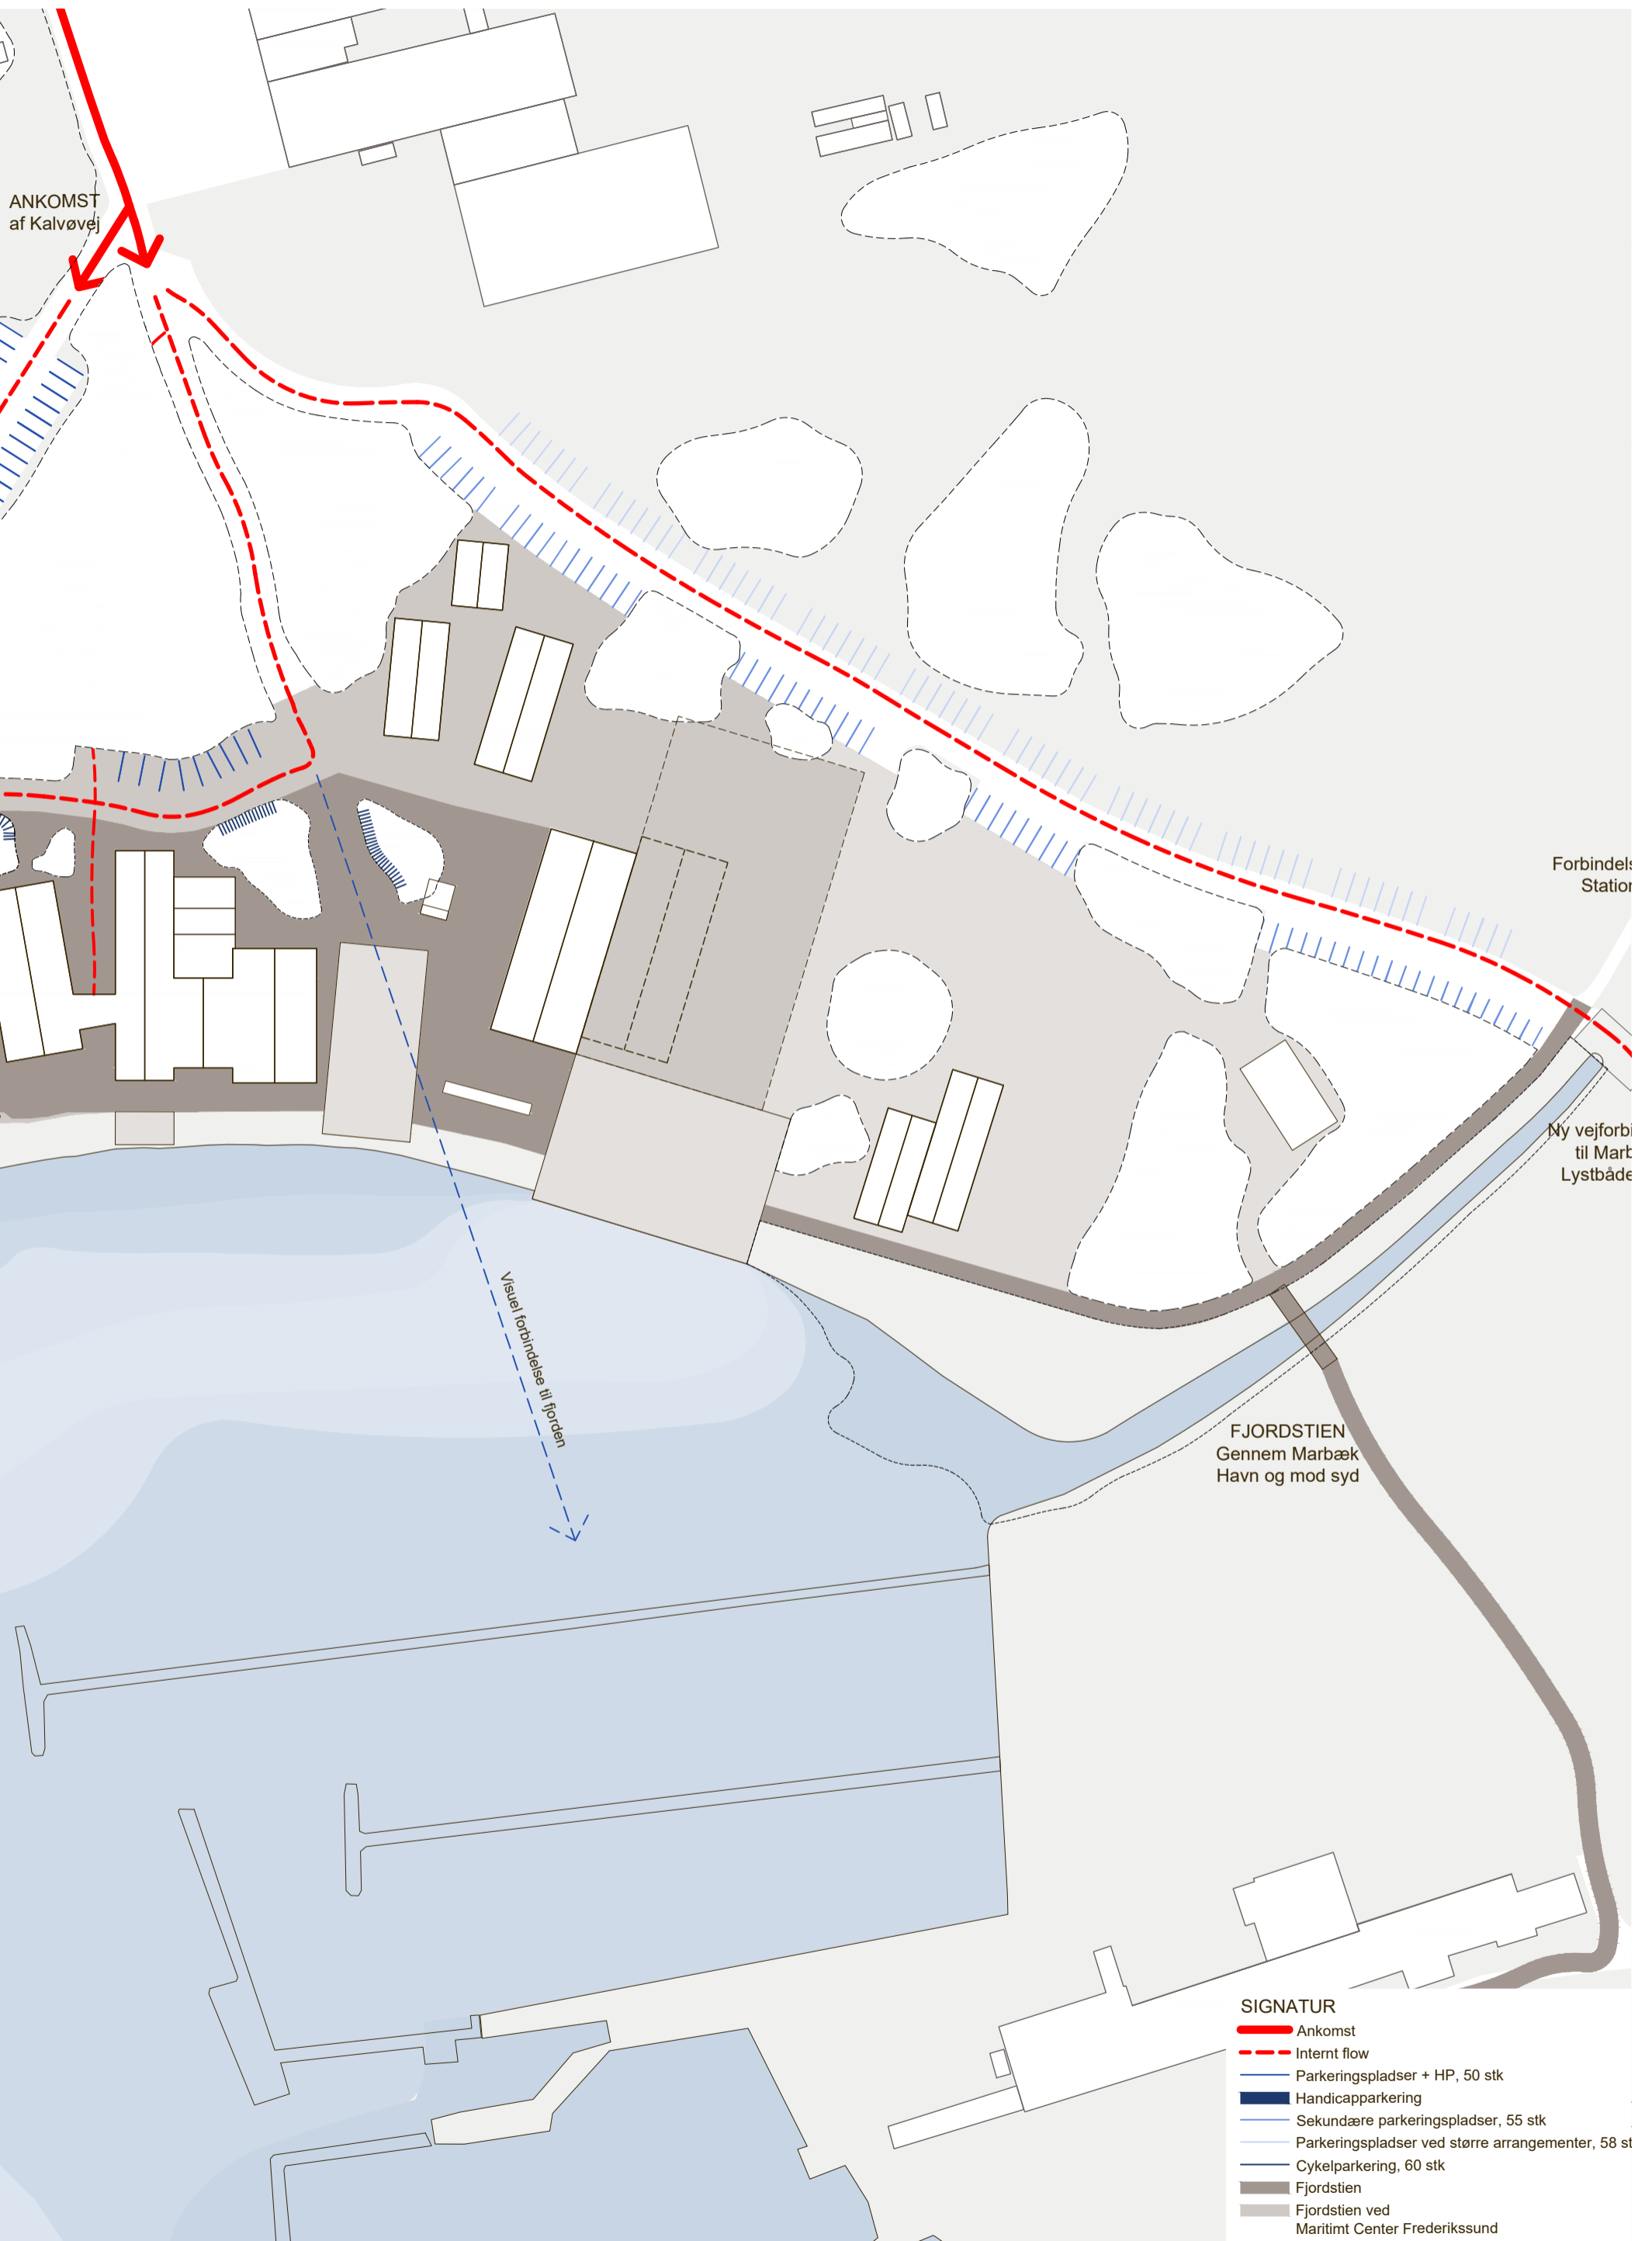 ANKOMST
af Kalvøvej
Forbindels
Station
Ny vejforbi
til Marb
Lystbåde
Visuel forbindelse til fjorden
FJORDSTIEN
Gennem Marbæk
Havn og mod syd
SIGNATUR
Ankomst
Internt flow
Parkeringspladser + HP, 50 stk
Handicapparkering
Sekundære parkeringspladser, 55 stk
Parkeringspladser ved større arrangementer, 58 st
Cykelparkering, 60 stk
Fjordstien
Fjordstien ved
Maritimt Center Frederikssund